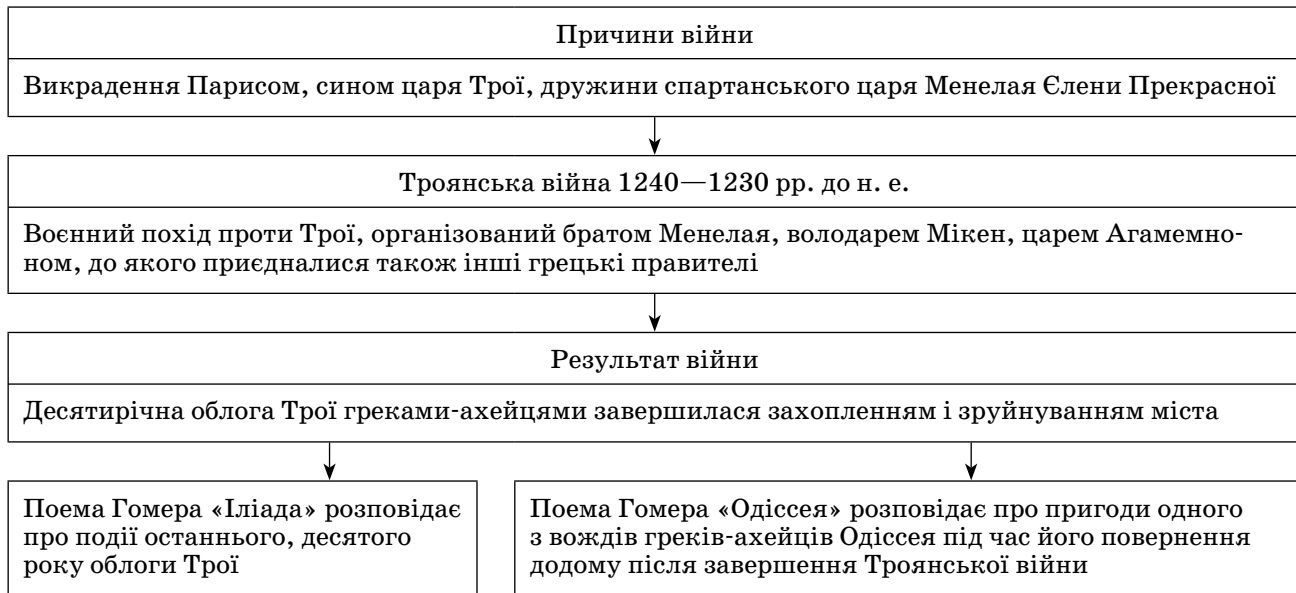 Причини війни
Викрадення Парисом, сином царя Трої, дружини спартанського царя Менелая Єлени Прекрасної
Троянська війна 1240—1230 рр. до н. е.
Воєнний похід проти Трої, організований братом Менелая, володарем Мікен, царем Агамемно-
ном, до якого приєдналися також інші грецькі правителі
Результат війни
Десятирічна облога Трої греками-ахейцями завершилася захопленням і зруйнуванням міста
Поема Гомера «Іліада» розповідає
про події останнього, десятого
року облоги Трої
Поема Гомера «Одіссея» розповідає про пригоди одного
з вождів греків-ахейців Одіссея під час його повернення
додому після завершення Троянської війни